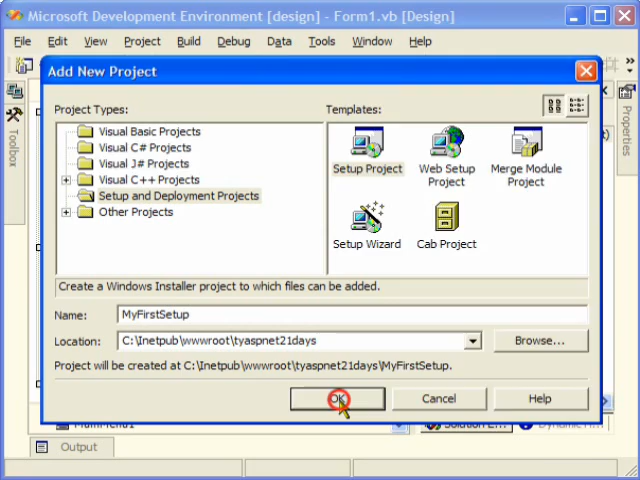 Microsoft Development Environment [design] - Form1.vb [Design]
File Edit View Project Build Debug Data Tools Window Help
Add New Project
Project Types:
Templates:
Visual Basic Projects
Visual C# Projects
Visual J# Projects
Visual C++ Projects
Setup and Deployment Projects
Other Projects
Setup Project
Web Setup Project
Merge Module Project
Setup Wizard
Cab Project
Create a Windows Installer project to which files can be added.
Name: MyFirstSetup
Location: C:\Inetpub\wwwroot\tyaspnet21days Browse...
Project will be created at C:\Inetpub\wwwroot\tyaspnet21days\MyFirstSetup.
OK Cancel Help
Toolbox
Properties
MainMenu1
Solution E...
Dynamic H...
Output